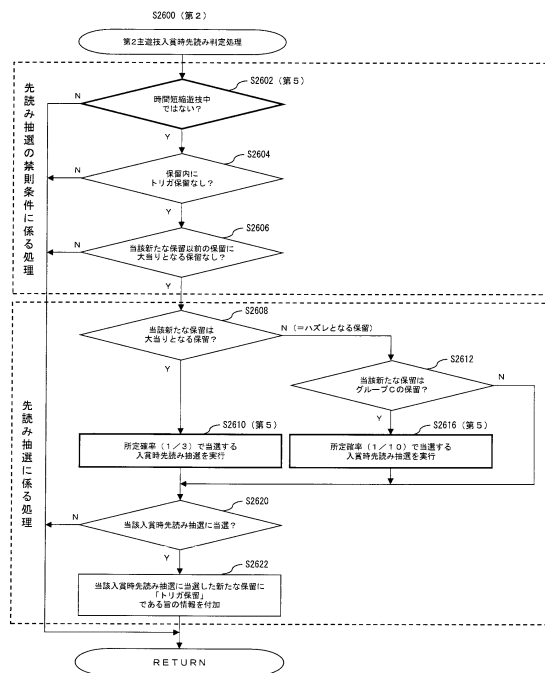 S2600（第２）
第２主遊技入賞時先読み判定処理
先読み抽選の禁則条件に係る処理
S2602（第５）
時間短縮遊技中
ではない？
N
Y
S2604
保留内に
トリガ保留なし？
N
Y
S2606
当該新たな保留以前の保留に
大当りとなる保留なし？
N
Y
先読み抽選に係る処理
S2608
当該新たな保留は
大当りとなる保留？
N（＝ハズレとなる保留）
Y
S2612
当該新たな保留は
グループCの保留？
N
Y
S2610（第５）
所定確率（１／３）で当選する
入賞時先読み抽選を実行
S2616（第５）
所定確率（１／１０）で当選する
入賞時先読み抽選を実行
S2620
当該入賞時先読み抽選に当選？
N
Y
S2622
当該入賞時先読み抽選に当選した新たな保留に
「トリガ保留」
である旨の情報を付加
RETURN